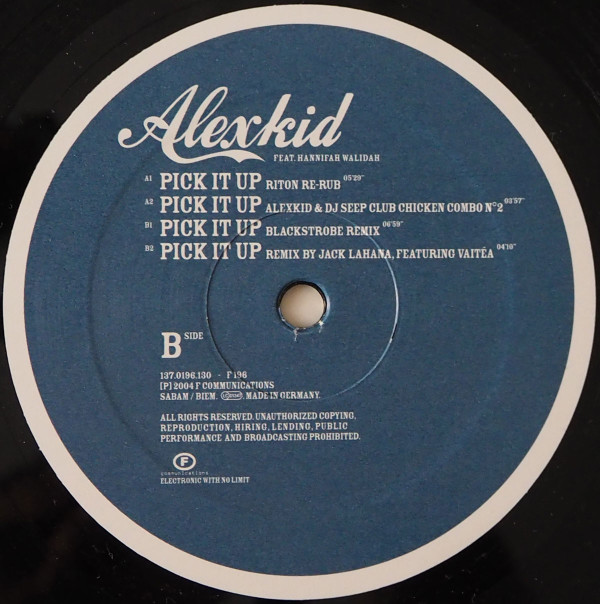 Alexkid
FEAT. HANNIFAH WALIDAH
A1 PICK IT UP RITON RE-RUB 05'29"
A2 PICK IT UP ALEXKID & DJ SEEP CLUB CHICKEN COMBO N°2 03'57"
B1 PICK IT UP BLACKSTROBE REMIX 06'59"
B2 PICK IT UP REMIX BY JACK LAHANA, FEATURING VAITÉA 04'10"
B SIDE
137.0196.130 - F196
[P] 2004 F COMMUNICATIONS
SABAM / BIEM. MADE IN GERMANY.
ALL RIGHTS RESERVED. UNAUTHORIZED COPYING,
REPRODUCTION, HIRING, LENDING, PUBLIC
PERFORMANCE AND BROADCASTING PROHIBITED.
F
communications
ELECTRONIC WITH NO LIMIT